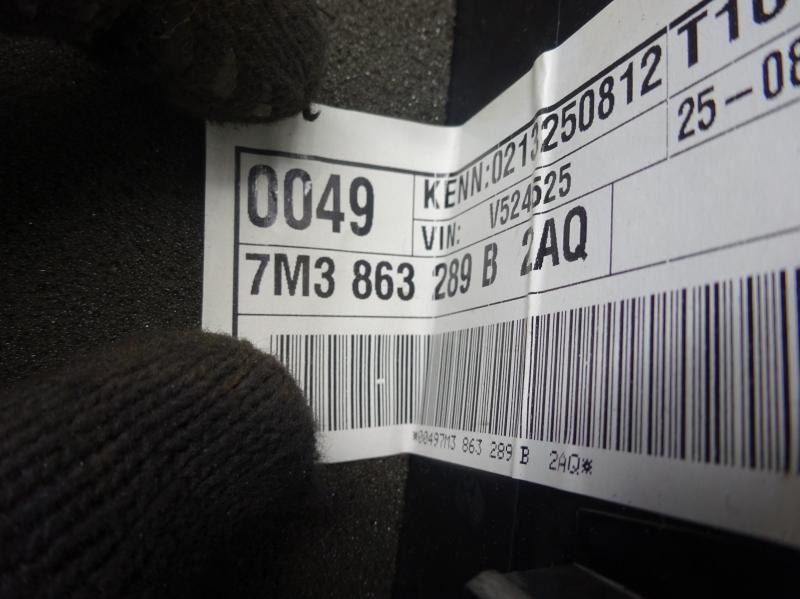 0049
KENN:0213250812
T10
VIN: V524525
25-08
7M3 863 289 B 2AQ
*00497M3 863 289 B 2AQ*